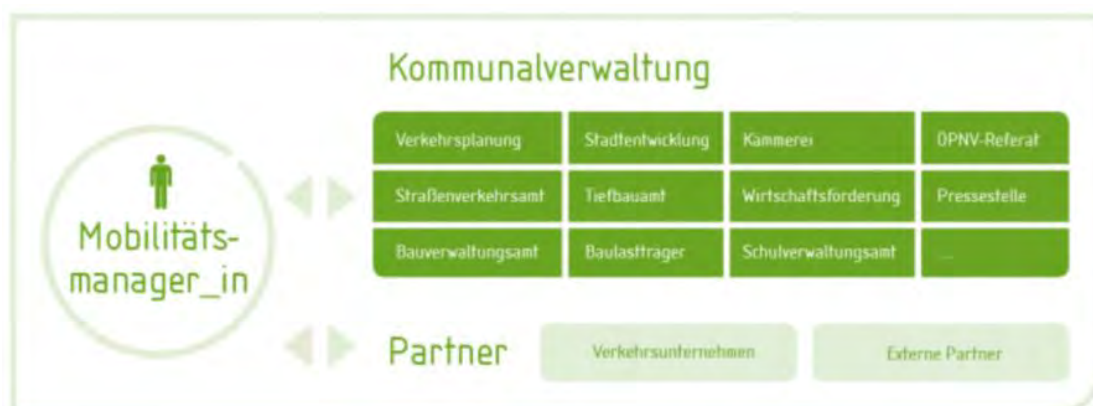 Kommunalverwaltung
Verkehrsplanung Stadtentwicklung Kämmerei ÖPNV-Referat
Straßenverkehrsamt Tiefbauamt Wirtschaftsförderung Pressestelle
Bauverwaltungsamt Baulastträger Schulverwaltungsamt ...
Mobilitäts-
manager_in
Partner Verkehrsunternehmen Externe Partner